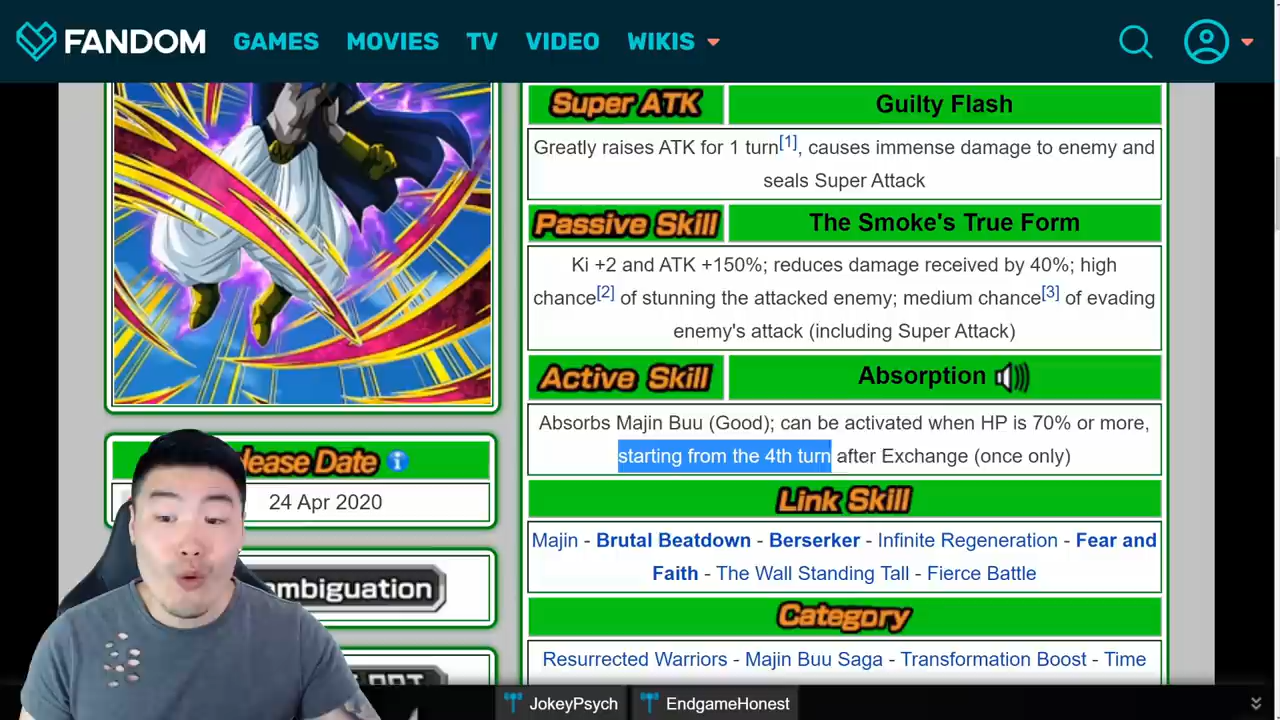 FANDOM GAMES MOVIES TV VIDEO WIKIS
Super ATK Guilty Flash
Greatly raises ATK for 1 turn[1], causes immense damage to enemy and
seals Super Attack
Passive Skill The Smoke's True Form
Ki +2 and ATK +150%; reduces damage received by 40%; high
chance[2] of stunning the attacked enemy; medium chance[3] of evading
enemy's attack (including Super Attack)
Active Skill Absorption
Absorbs Majin Buu (Good); can be activated when HP is 70% or more,
starting from the 4th turn after Exchange (once only)
Link Skill
Majin - Brutal Beatdown - Berserker - Infinite Regeneration - Fear and
Faith - The Wall Standing Tall - Fierce Battle
Category
Resurrected Warriors - Majin Buu Saga - Transformation Boost - Time
lease Date i
24 Apr 2020
ambiguation
JokeyPsych EndgameHonest